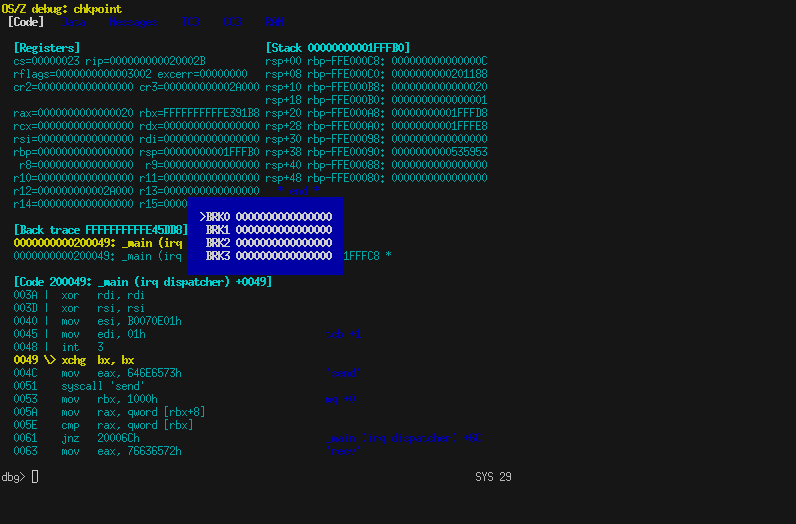 OS/Z debug: chkpoint
[Code] Data Messages TCB CCB RAM
[Registers] [Stack 00000000001FFFB0]
cs=00000023 rip=000000000020002B rsp+00 rbp-FFE000C8: 000000000000000C
rflags=0000000000003002 excerr=00000000 rsp+08 rbp-FFE000C0: 0000000000201188
cr2=0000000000000000 cr3=000000000002A000 rsp+10 rbp-FFE000B8: 0000000000000020
rsp+18 rbp-FFE000B0: 0000000000000001
rax=0000000000000020 rbx=FFFFFFFFFFE391B8 rsp+20 rbp-FFE000A8: 00000000001FFFD8
rcx=0000000000000000 rdx=0000000000000000 rsp+28 rbp-FFE000A0: 00000000001FFFE8
rsi=0000000000000000 rdi=0000000000000000 rsp+30 rbp-FFE00098: 0000000000000000
rbp=0000000000000000 rsp=00000000001FFFB0 rsp+38 rbp-FFE00090: 0000000000535953
r8=0000000000000000 r9=0000000000000000 rsp+40 rbp-FFE00088: 0000000000000000
r10=0000000000000000 r11=0000000000000000 rsp+48 rbp-FFE00080: 0000000000000000
r12=000000000002A000 r13=0000000000000000
r14=0000000000000000 r15=
>BRK0 0000000000000000
BRK1 0000000000000000
BRK2 0000000000000000
BRK3 0000000000000000
[Back trace FFFFFFFFFFE45DD8]
0000000000200049: _main (irq
0000000000200049: _main (irq 1FFFC8 *
[Code 200049: _main (irq dispatcher) +0049]
003A | xor rdi, rdi
003D | xor rsi, rsi
0040 | mov esi, B0070E01h
0045 | mov edi, 01h
0048 | int 3
0049 \> xchg bx, bx
004C mov eax, 646E6573h 'send'
0051 syscall 'send'
0053 mov rbx, 1000h
005A mov rax, qword [rbx+8]
005E cmp rax, qword [rbx]
0061 jnz 20006Ch _main (irq dispatcher)
0063 mov eax, 76636572h 'recv'
dbg> SYS 29